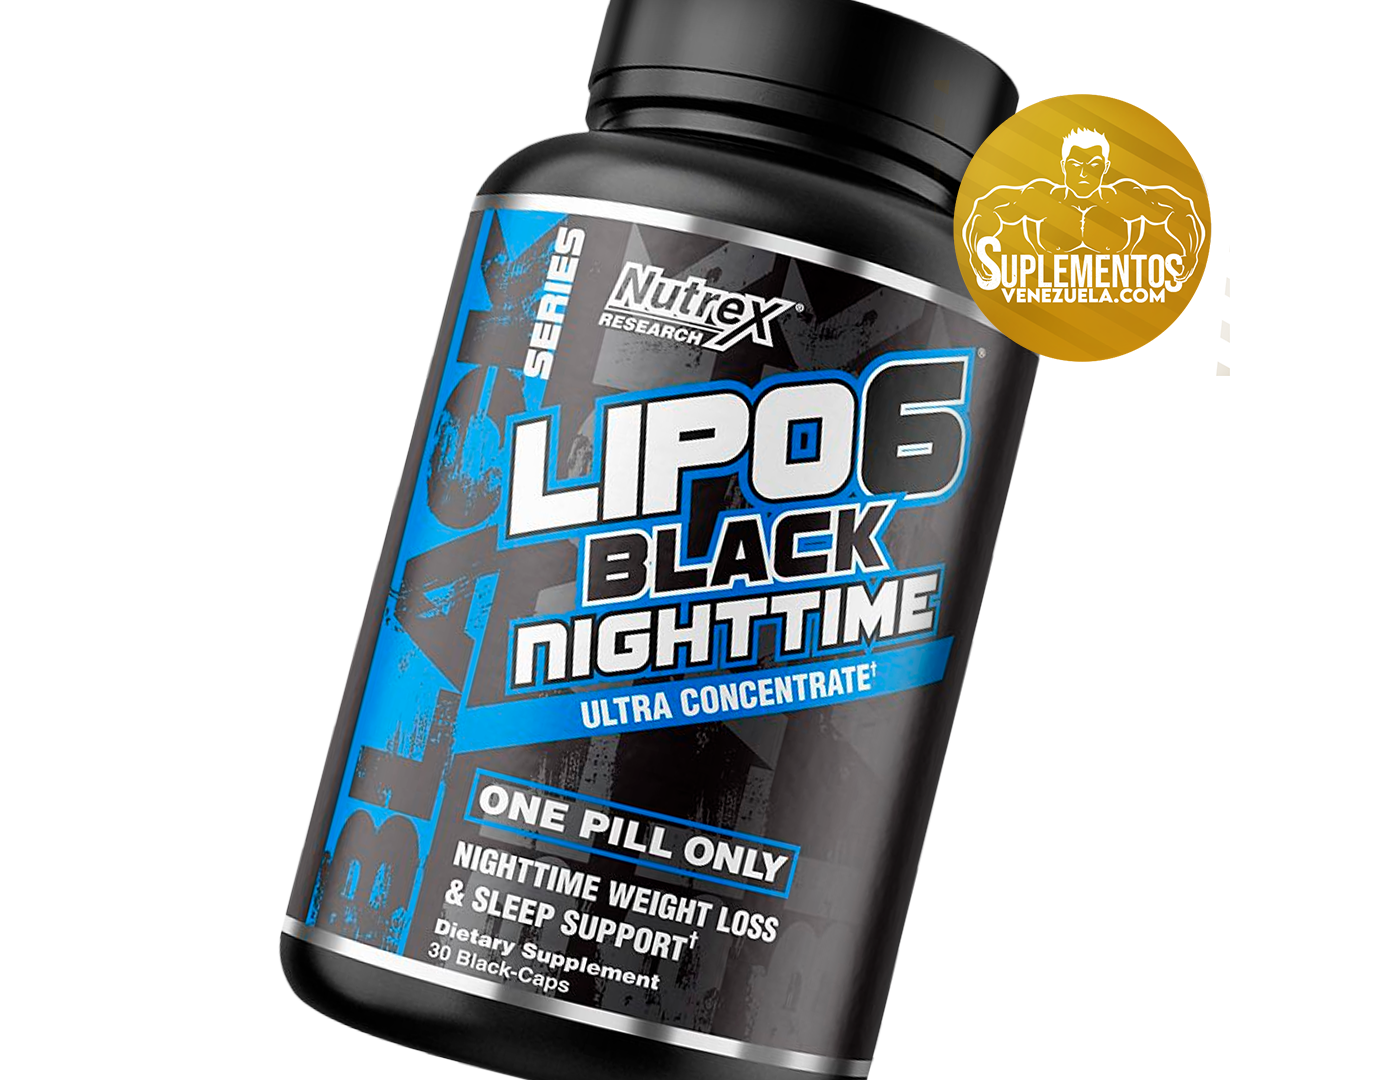 BLACK
SERIES
Nutrex®
RESEARCH
LIPO6®
BLACK
NIGHTTIME
ULTRA CONCENTRATE†
ONE PILL ONLY
NIGHTTIME WEIGHT LOSS
& SLEEP SUPPORT†
Dietary Supplement
30 Black-Caps
SUPLEMENTOS
VENEZUELA.COM